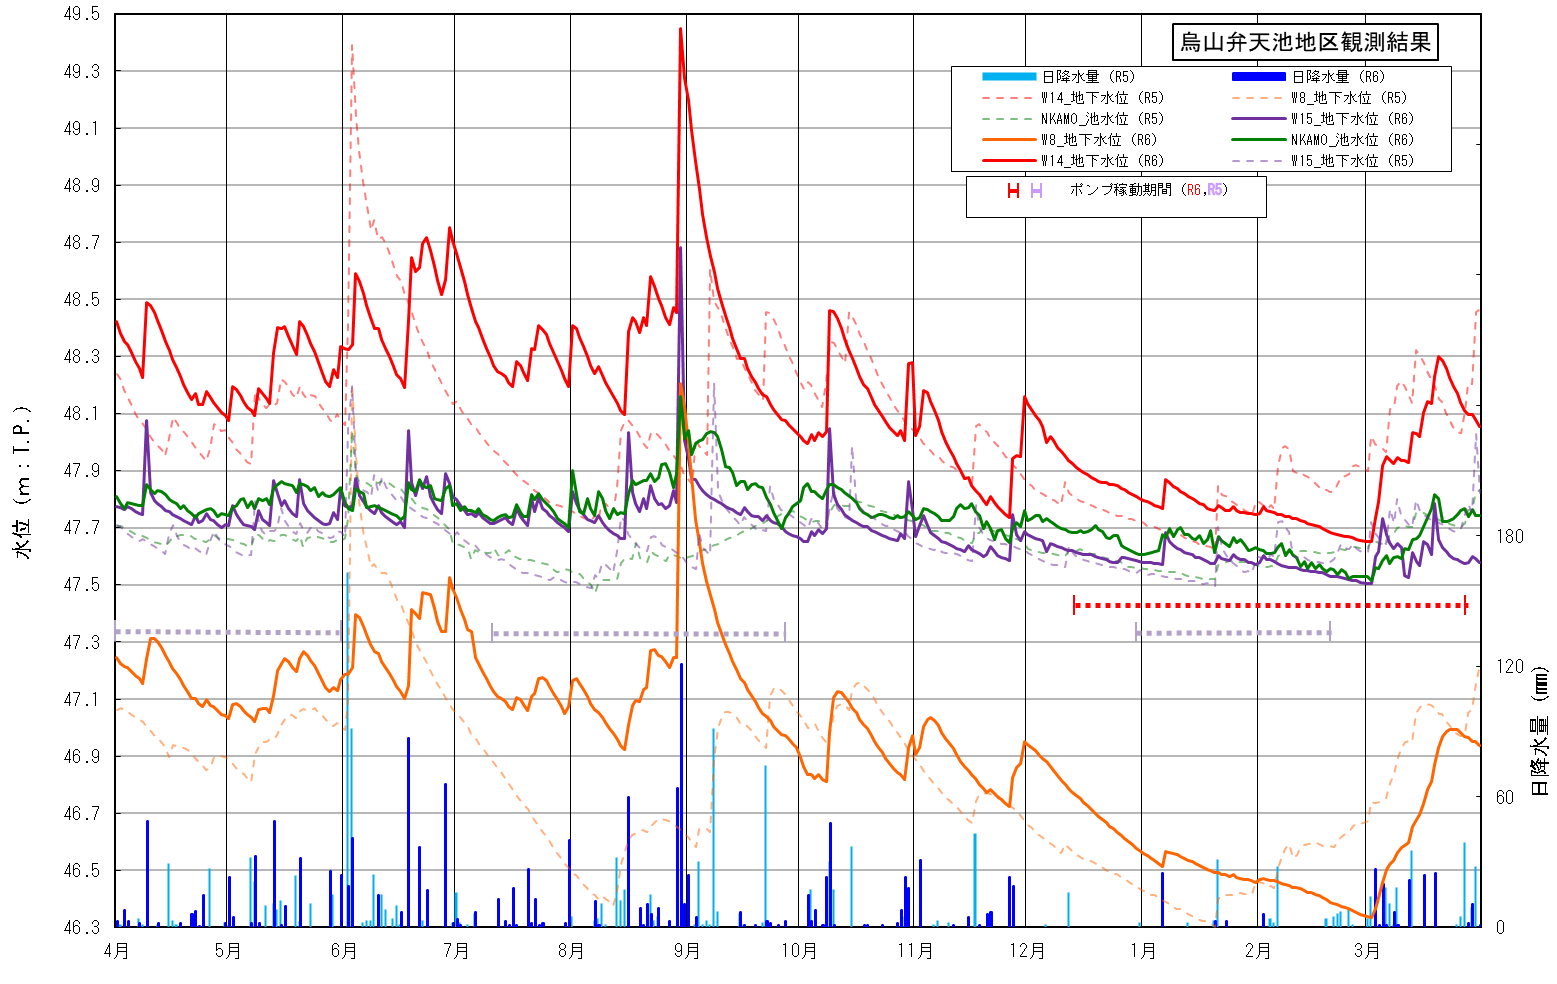 烏山弁天池地区観測結果
日降水量 (R5)
日降水量 (R6)
W14_地下水位 (R5)
W8_地下水位 (R5)
NKAMO_池水位 (R5)
W15_地下水位 (R6)
W8_地下水位 (R6)
NKAMO_池水位 (R6)
W14_地下水位 (R6)
W15_地下水位 (R5)
ポンプ稼動期間 (R6,R5)
水位 (m：T.P.)
49.5
49.3
49.1
48.9
48.7
48.5
48.3
48.1
47.9
47.7
47.5
47.3
47.1
46.9
46.7
46.5
46.3
180
120
60
0
日降水量 (㎜)
4月
5月
6月
7月
8月
9月
10月
11月
12月
1月
2月
3月